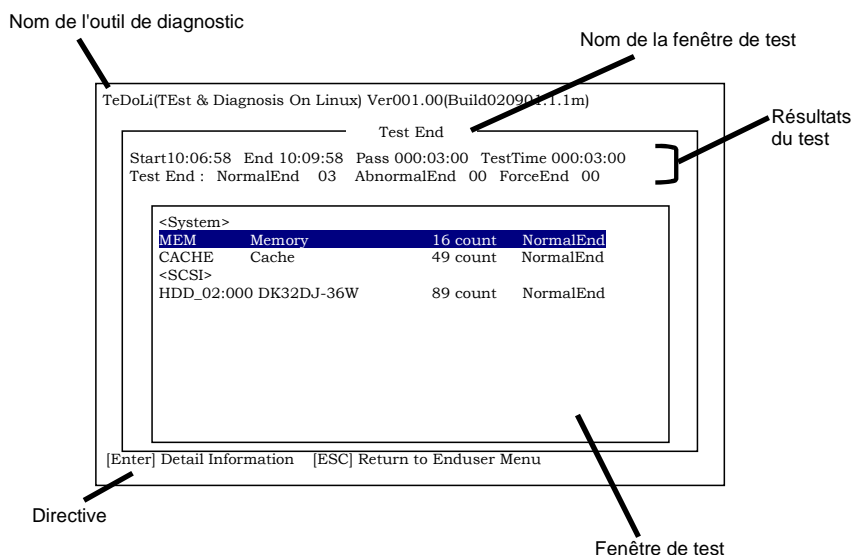 Nom de l'outil de diagnostic
Nom de la fenêtre de test
TeDoLi(TEst & Diagnosis On Linux) Ver001.00(Build020901.1.1m)
Résultats
du test
Test End
Start10:06:58 End 10:09:58 Pass 000:03:00 TestTime 000:03:00
Test End : NormalEnd 03 AbnormalEnd 00 ForceEnd 00
<System>
MEM Memory 16 count NormalEnd
CACHE Cache 49 count NormalEnd
<SCSI>
HDD_02:000 DK32DJ-36W 89 count NormalEnd
[Enter] Detail Information [ESC] Return to Enduser Menu
Directive
Fenêtre de test